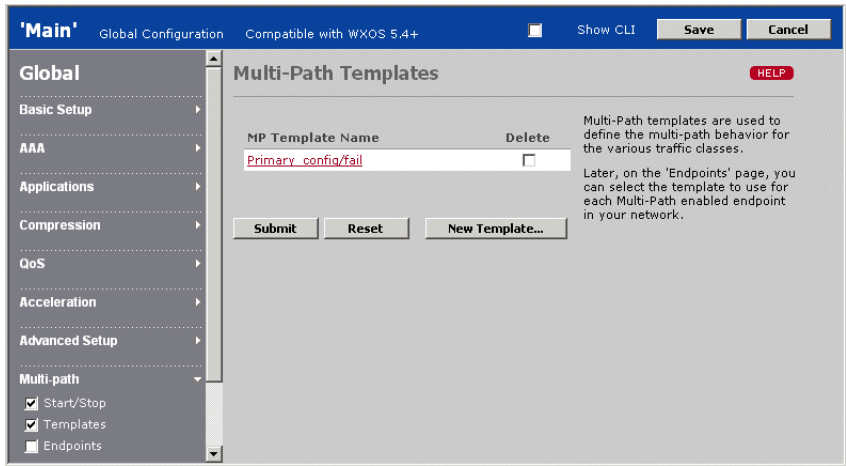 'Main' Global Configuration Compatible with WXOS 5.4+ Show CLI Save Cancel
Global
Basic Setup
AAA
Applications
Compression
QoS
Acceleration
Advanced Setup
Multi-path
Start/Stop
Templates
Endpoints
Multi-Path Templates
HELP
MP Template Name Delete
Primary_config/fail
Submit Reset New Template...
Multi-Path templates are used to
define the multi-path behavior for
the various traffic classes.
Later, on the 'Endpoints' page, you
can select the template to use for
each Multi-Path enabled endpoint
in your network.